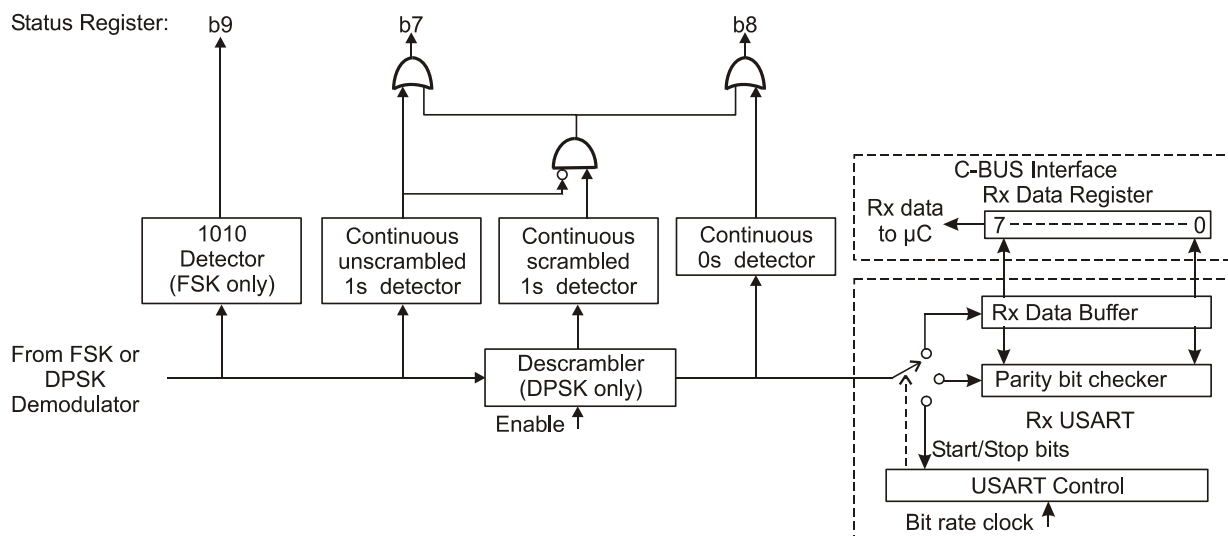 Status Register:
b9
b7
b8
C-BUS Interface
Rx Data Register
Rx data
to µC
7
0
1010
Detector
(FSK only)
Continuous
unscrambled
1s detector
Continuous
scrambled
1s detector
Continuous
0s detector
Rx Data Buffer
From FSK or
DPSK
Demodulator
Descrambler
(DPSK only)
Enable
Parity bit checker
Rx USART
Start/Stop bits
USART Control
Bit rate clock